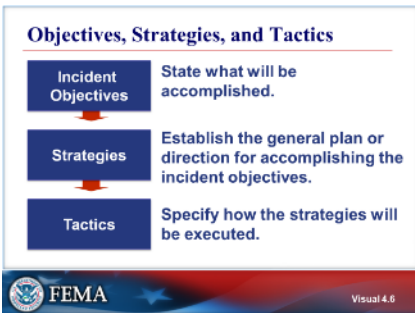 Objectives, Strategies, and Tactics
Incident
Objectives
State what will be
accomplished.
Strategies
Establish the general plan or
direction for accomplishing the
incident objectives.
Tactics
Specify how the strategies will
be executed.
FEMA
Visual 4.6